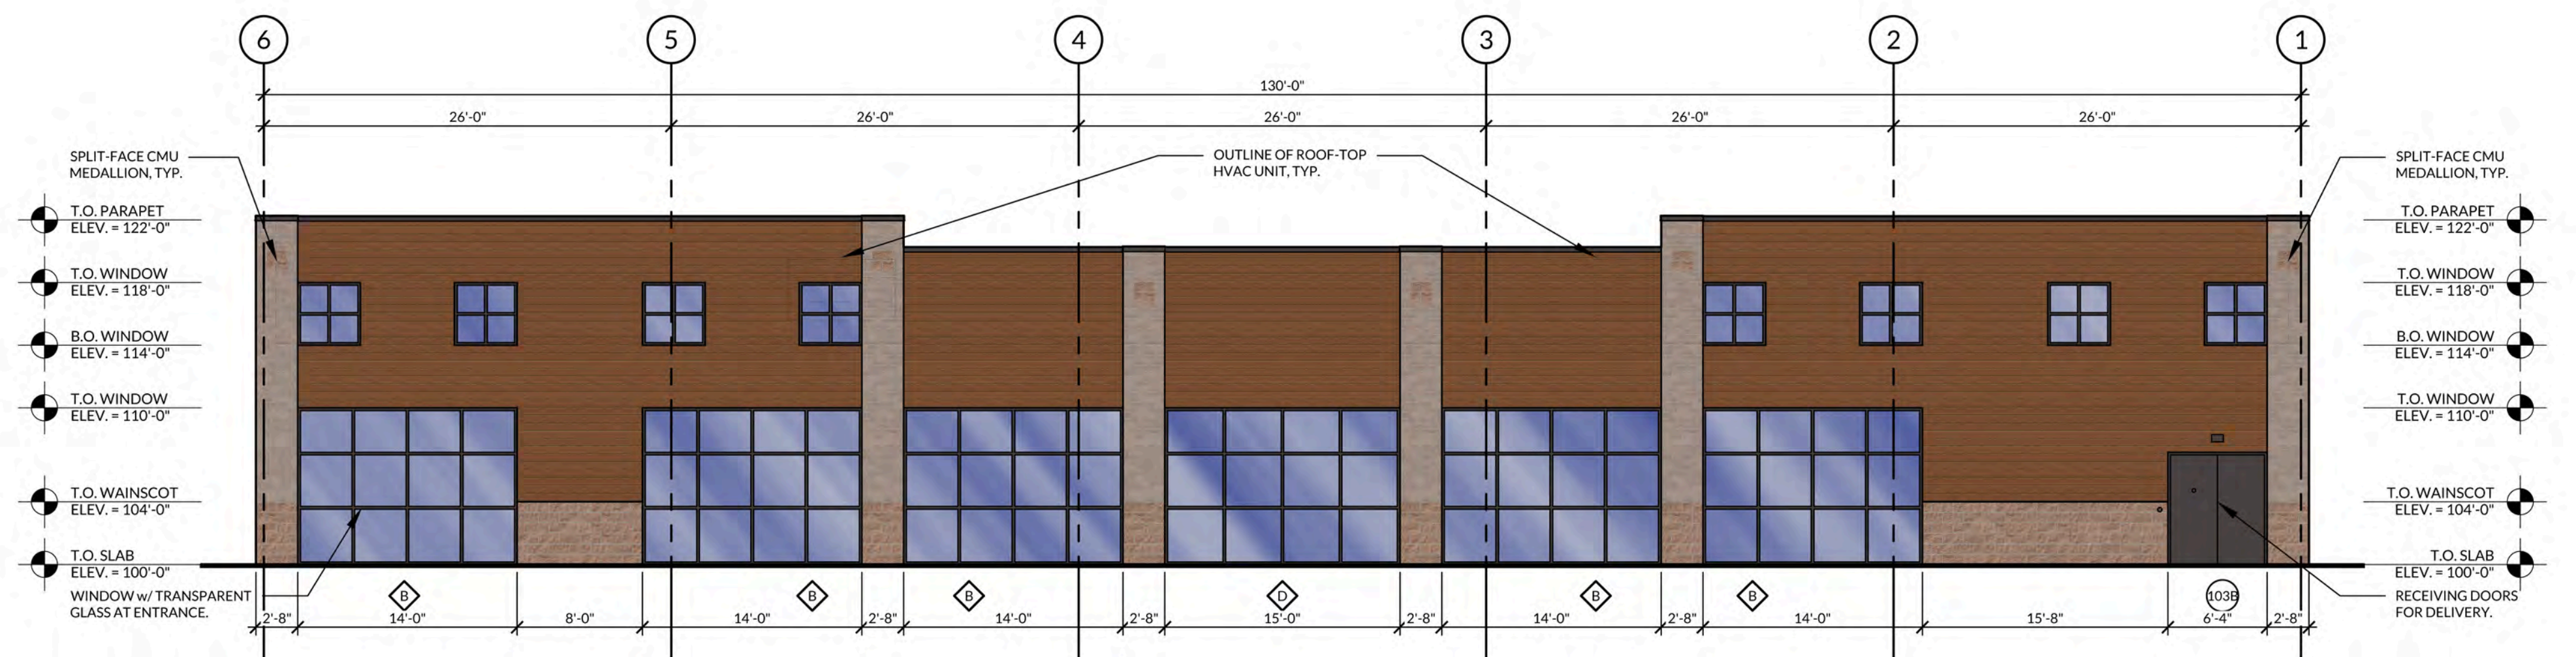 6
5
4
3
2
1
130'-0"
26'-0"
26'-0"
26'-0"
26'-0"
26'-0"
SPLIT-FACE CMU
MEDALLION, TYP.
OUTLINE OF ROOF-TOP
HVAC UNIT, TYP.
SPLIT-FACE CMU
MEDALLION, TYP.
T.O. PARAPET
ELEV. = 122'-0"
T.O. WINDOW
ELEV. = 118'-0"
B.O. WINDOW
ELEV. = 114'-0"
T.O. WINDOW
ELEV. = 110'-0"
T.O. WAINSCOT
ELEV. = 104'-0"
T.O. SLAB
ELEV. = 100'-0"
WINDOW w/ TRANSPARENT
GLASS AT ENTRANCE.
T.O. PARAPET
ELEV. = 122'-0"
T.O. WINDOW
ELEV. = 118'-0"
B.O. WINDOW
ELEV. = 114'-0"
T.O. WINDOW
ELEV. = 110'-0"
T.O. WAINSCOT
ELEV. = 104'-0"
T.O. SLAB
ELEV. = 100'-0"
RECEIVING DOORS
FOR DELIVERY.
B
B
B
D
B
B
103B
2'-8"
14'-0"
8'-0"
14'-0"
2'-8"
14'-0"
2'-8"
15'-0"
2'-8"
14'-0"
2'-8"
14'-0"
15'-8"
6'-4"
2'-8"